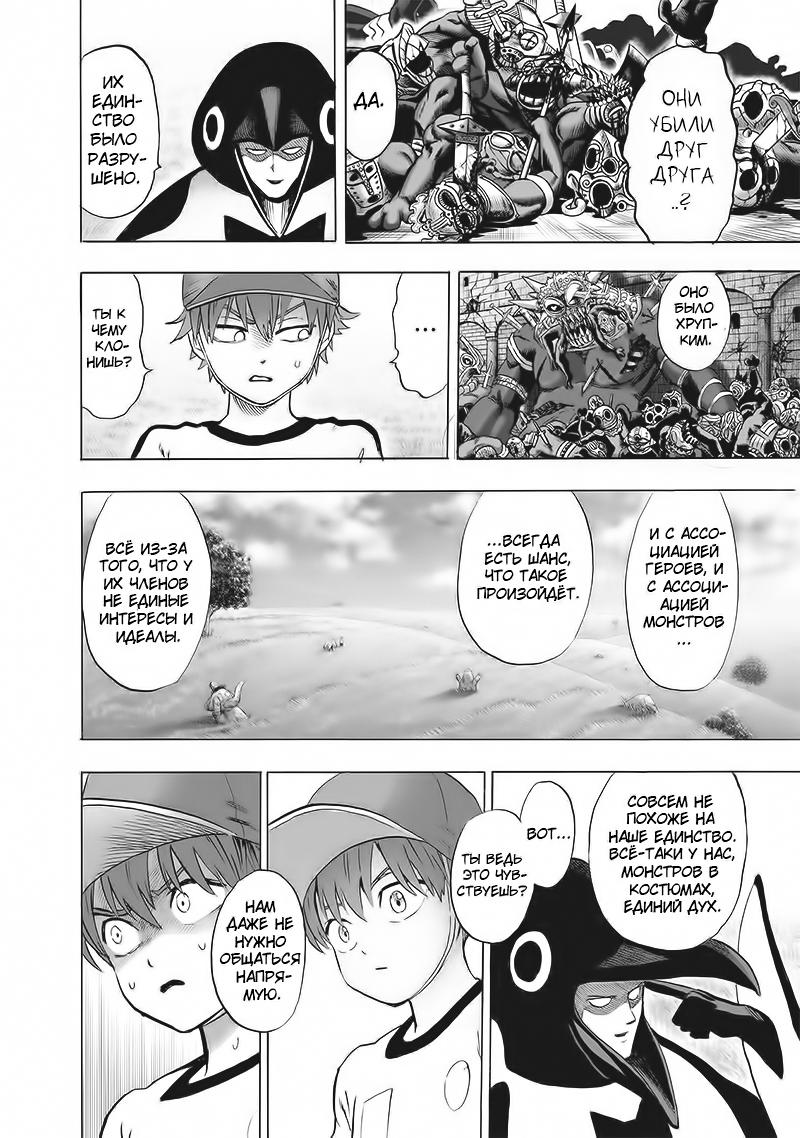 ОНИ
УБИЛИ
ДРУГ
ДРУГА
..?
ДА.
ИХ
ЕДИН-
СТВО
БЫЛО
РАЗРУ-
ШЕНО.
ОНО
БЫЛО
ХРУП-
КИМ.
...
ТЫ К
ЧЕМУ
КЛО-
НИШЬ?
И С АССО-
ЦИАЦИЕЙ
ГЕРОЕВ, И
С АССОЦИ-
АЦИЕЙ
МОНСТРОВ
...
...ВСЕГДА
ЕСТЬ ШАНС,
ЧТО ТАКОЕ
ПРОИЗОЙДЁТ.
ВСЁ ИЗ-ЗА
ТОГО, ЧТО У
ИХ ЧЛЕНОВ
НЕ ЕДИНЫЕ
ИНТЕРЕСЫ И
ИДЕАЛЫ.
СОВСЕМ НЕ
ПОХОЖЕ НА
НАШЕ ЕДИНСТВО.
ВСЁ-ТАКИ У НАС,
МОНСТРОВ В
КОСТЮМАХ,
ЕДИНИЙ ДУХ.
ВОТ...
ТЫ ВЕДЬ
ЭТО ЧУВ-
СТВУЕШЬ?
НАМ
ДАЖЕ НЕ
НУЖНО
ОБЩАТЬСЯ
НАПРЯ-
МУЮ.